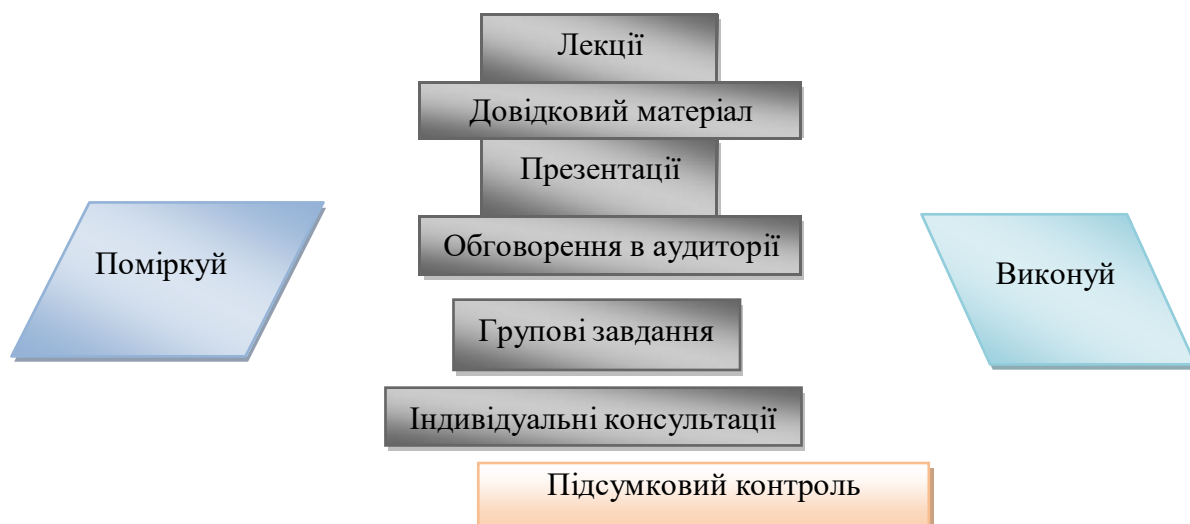 Лекції
Довідковий матеріал
Презентації
Обговорення в аудиторії
Поміркуй
Виконуй
Групові завдання
Індивідуальні консультації
Підсумковий контроль